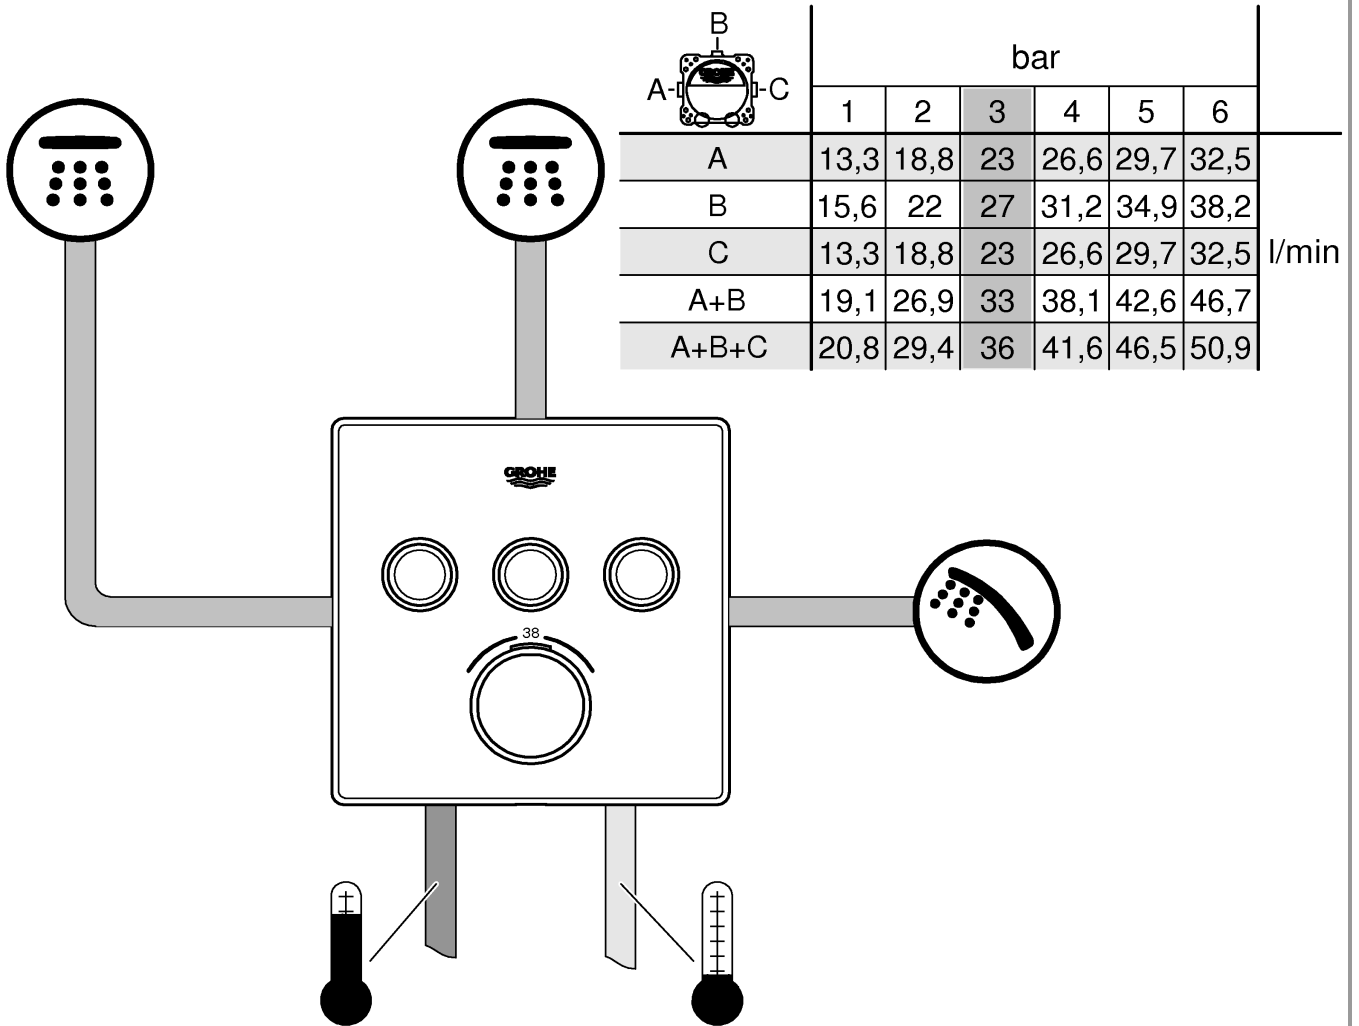 B
A C
bar
1 2 3 4 5 6
A 13,3 18,8 23 26,6 29,7 32,5
B 15,6 22 27 31,2 34,9 38,2
C 13,3 18,8 23 26,6 29,7 32,5
l/min
A+B 19,1 26,9 33 38,1 42,6 46,7
A+B+C 20,8 29,4 36 41,6 46,5 50,9
GROHE
38